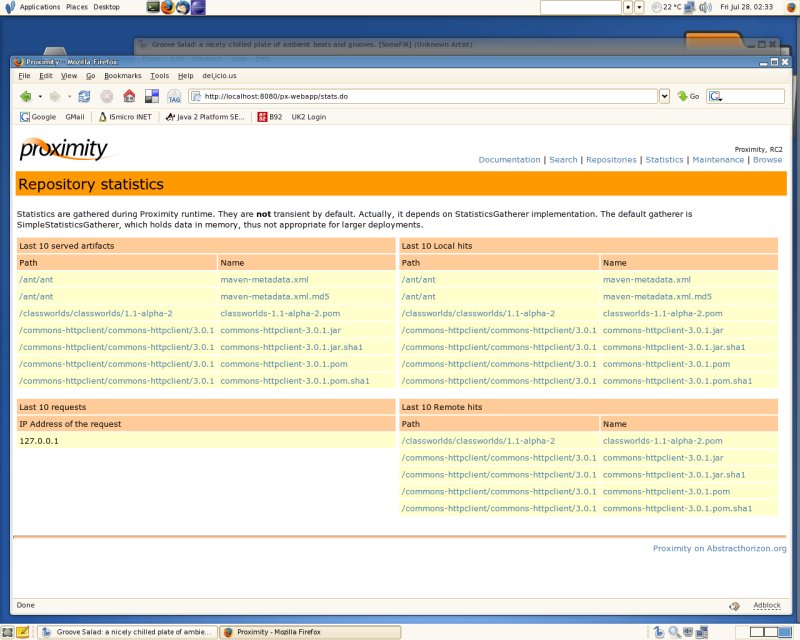 Applications Places Desktop
22 °C
Fri Jul 28, 02:33
Groove Salad: a nicely chilled plate of ambient beats and grooves. [SomaFM] (Unknown Artist)
Proximity - Mozilla Firefox
File Edit View Go Bookmarks Tools Help del.icio.us
TAG
http://localhost:8080/px-webapp/stats.do
Go
Google GMail ISmicro INET Java 2 Platform SE... B92 UK2 Login
proximity
Proximity, RC2
Documentation | Search | Repositories | Statistics | Maintenance | Browse
Repository statistics
Statistics are gathered during Proximity runtime. They are not transient by default. Actually, it depends on StatisticsGatherer implementation. The default gatherer is
SimpleStatisticsGatherer, which holds data in memory, thus not appropriate for larger deployments.
Last 10 served artifacts
Path Name
/ant/ant maven-metadata.xml
/ant/ant maven-metadata.xml.md5
/classworlds/classworlds/1.1-alpha-2 classworlds-1.1-alpha-2.pom
/commons-httpclient/commons-httpclient/3.0.1 commons-httpclient-3.0.1.jar
/commons-httpclient/commons-httpclient/3.0.1 commons-httpclient-3.0.1.jar.sha1
/commons-httpclient/commons-httpclient/3.0.1 commons-httpclient-3.0.1.pom
/commons-httpclient/commons-httpclient/3.0.1 commons-httpclient-3.0.1.pom.sha1
Last 10 Local hits
Path Name
/ant/ant maven-metadata.xml
/ant/ant maven-metadata.xml.md5
/classworlds/classworlds/1.1-alpha-2 classworlds-1.1-alpha-2.pom
/commons-httpclient/commons-httpclient/3.0.1 commons-httpclient-3.0.1.jar
/commons-httpclient/commons-httpclient/3.0.1 commons-httpclient-3.0.1.jar.sha1
/commons-httpclient/commons-httpclient/3.0.1 commons-httpclient-3.0.1.pom
/commons-httpclient/commons-httpclient/3.0.1 commons-httpclient-3.0.1.pom.sha1
Last 10 requests
IP Address of the request
127.0.0.1
Last 10 Remote hits
Path Name
/classworlds/classworlds/1.1-alpha-2 classworlds-1.1-alpha-2.pom
/commons-httpclient/commons-httpclient/3.0.1 commons-httpclient-3.0.1.jar
/commons-httpclient/commons-httpclient/3.0.1 commons-httpclient-3.0.1.jar.sha1
/commons-httpclient/commons-httpclient/3.0.1 commons-httpclient-3.0.1.pom
/commons-httpclient/commons-httpclient/3.0.1 commons-httpclient-3.0.1.pom.sha1
Proximity on Abstracthorizon.org
Done
Adblock
Groove Salad: a nicely chilled plate of ambie...
Proximity - Mozilla Firefox